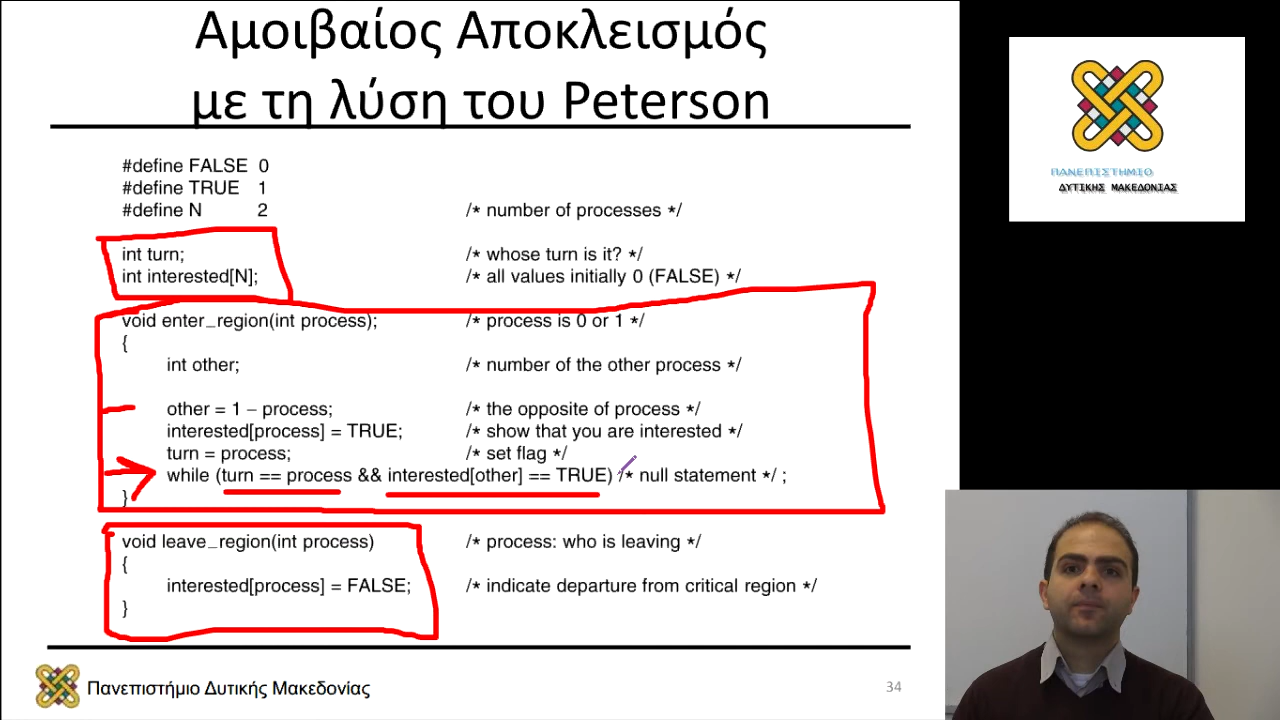 Αμοιβαίος Αποκλεισμός
με τη λύση του Peterson
#define FALSE 0
#define TRUE 1
#define N 2 /* number of processes */
int turn; /* whose turn is it? */
int interested[N]; /* all values initially 0 (FALSE) */
void enter_region(int process); /* process is 0 or 1 */
{
int other; /* number of the other process */
other = 1 – process; /* the opposite of process */
interested[process] = TRUE; /* show that you are interested */
turn = process; /* set flag */
while (turn == process && interested[other] == TRUE) /* null statement */ ;
}
void leave_region(int process) /* process: who is leaving */
{
interested[process] = FALSE; /* indicate departure from critical region */
}
Πανεπιστήμιο Δυτικής Μακεδονίας
34
ΠΑΝΕΠΙΣΤΗΜΙΟ
ΔΥΤΙΚΗΣ ΜΑΚΕΔΟΝΙΑΣ